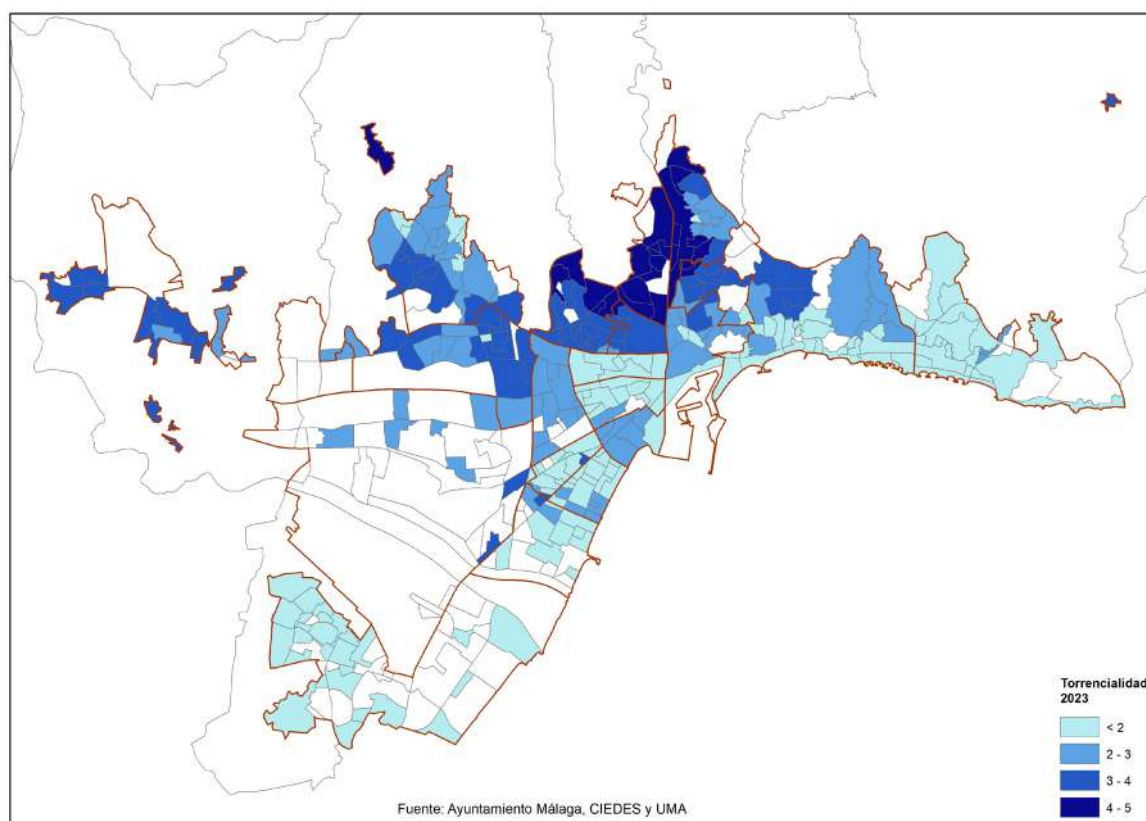 Torrencialidad
2023
< 2
2 - 3
3 - 4
4 - 5
Fuente: Ayuntamiento Málaga, CIEDES y UMA